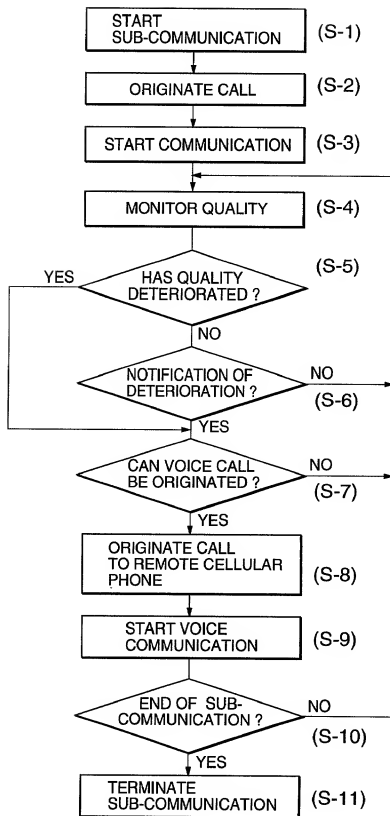 START
SUB-COMMUNICATION
(S-1)
ORIGINATE CALL
(S-2)
START COMMUNICATION
(S-3)
MONITOR QUALITY
(S-4)
(S-5)
YES
HAS QUALITY
DETERIORATED ?
NO
NOTIFICATION OF
DETERIORATION ?
NO
(S-6)
YES
CAN VOICE CALL
BE ORIGINATED ?
NO
(S-7)
YES
ORIGINATE CALL
TO REMOTE CELLULAR
PHONE
(S-8)
START VOICE
COMMUNICATION
(S-9)
END OF SUB-
COMMUNICATION ?
NO
(S-10)
YES
TERMINATE
SUB-COMMUNICATION
(S-11)